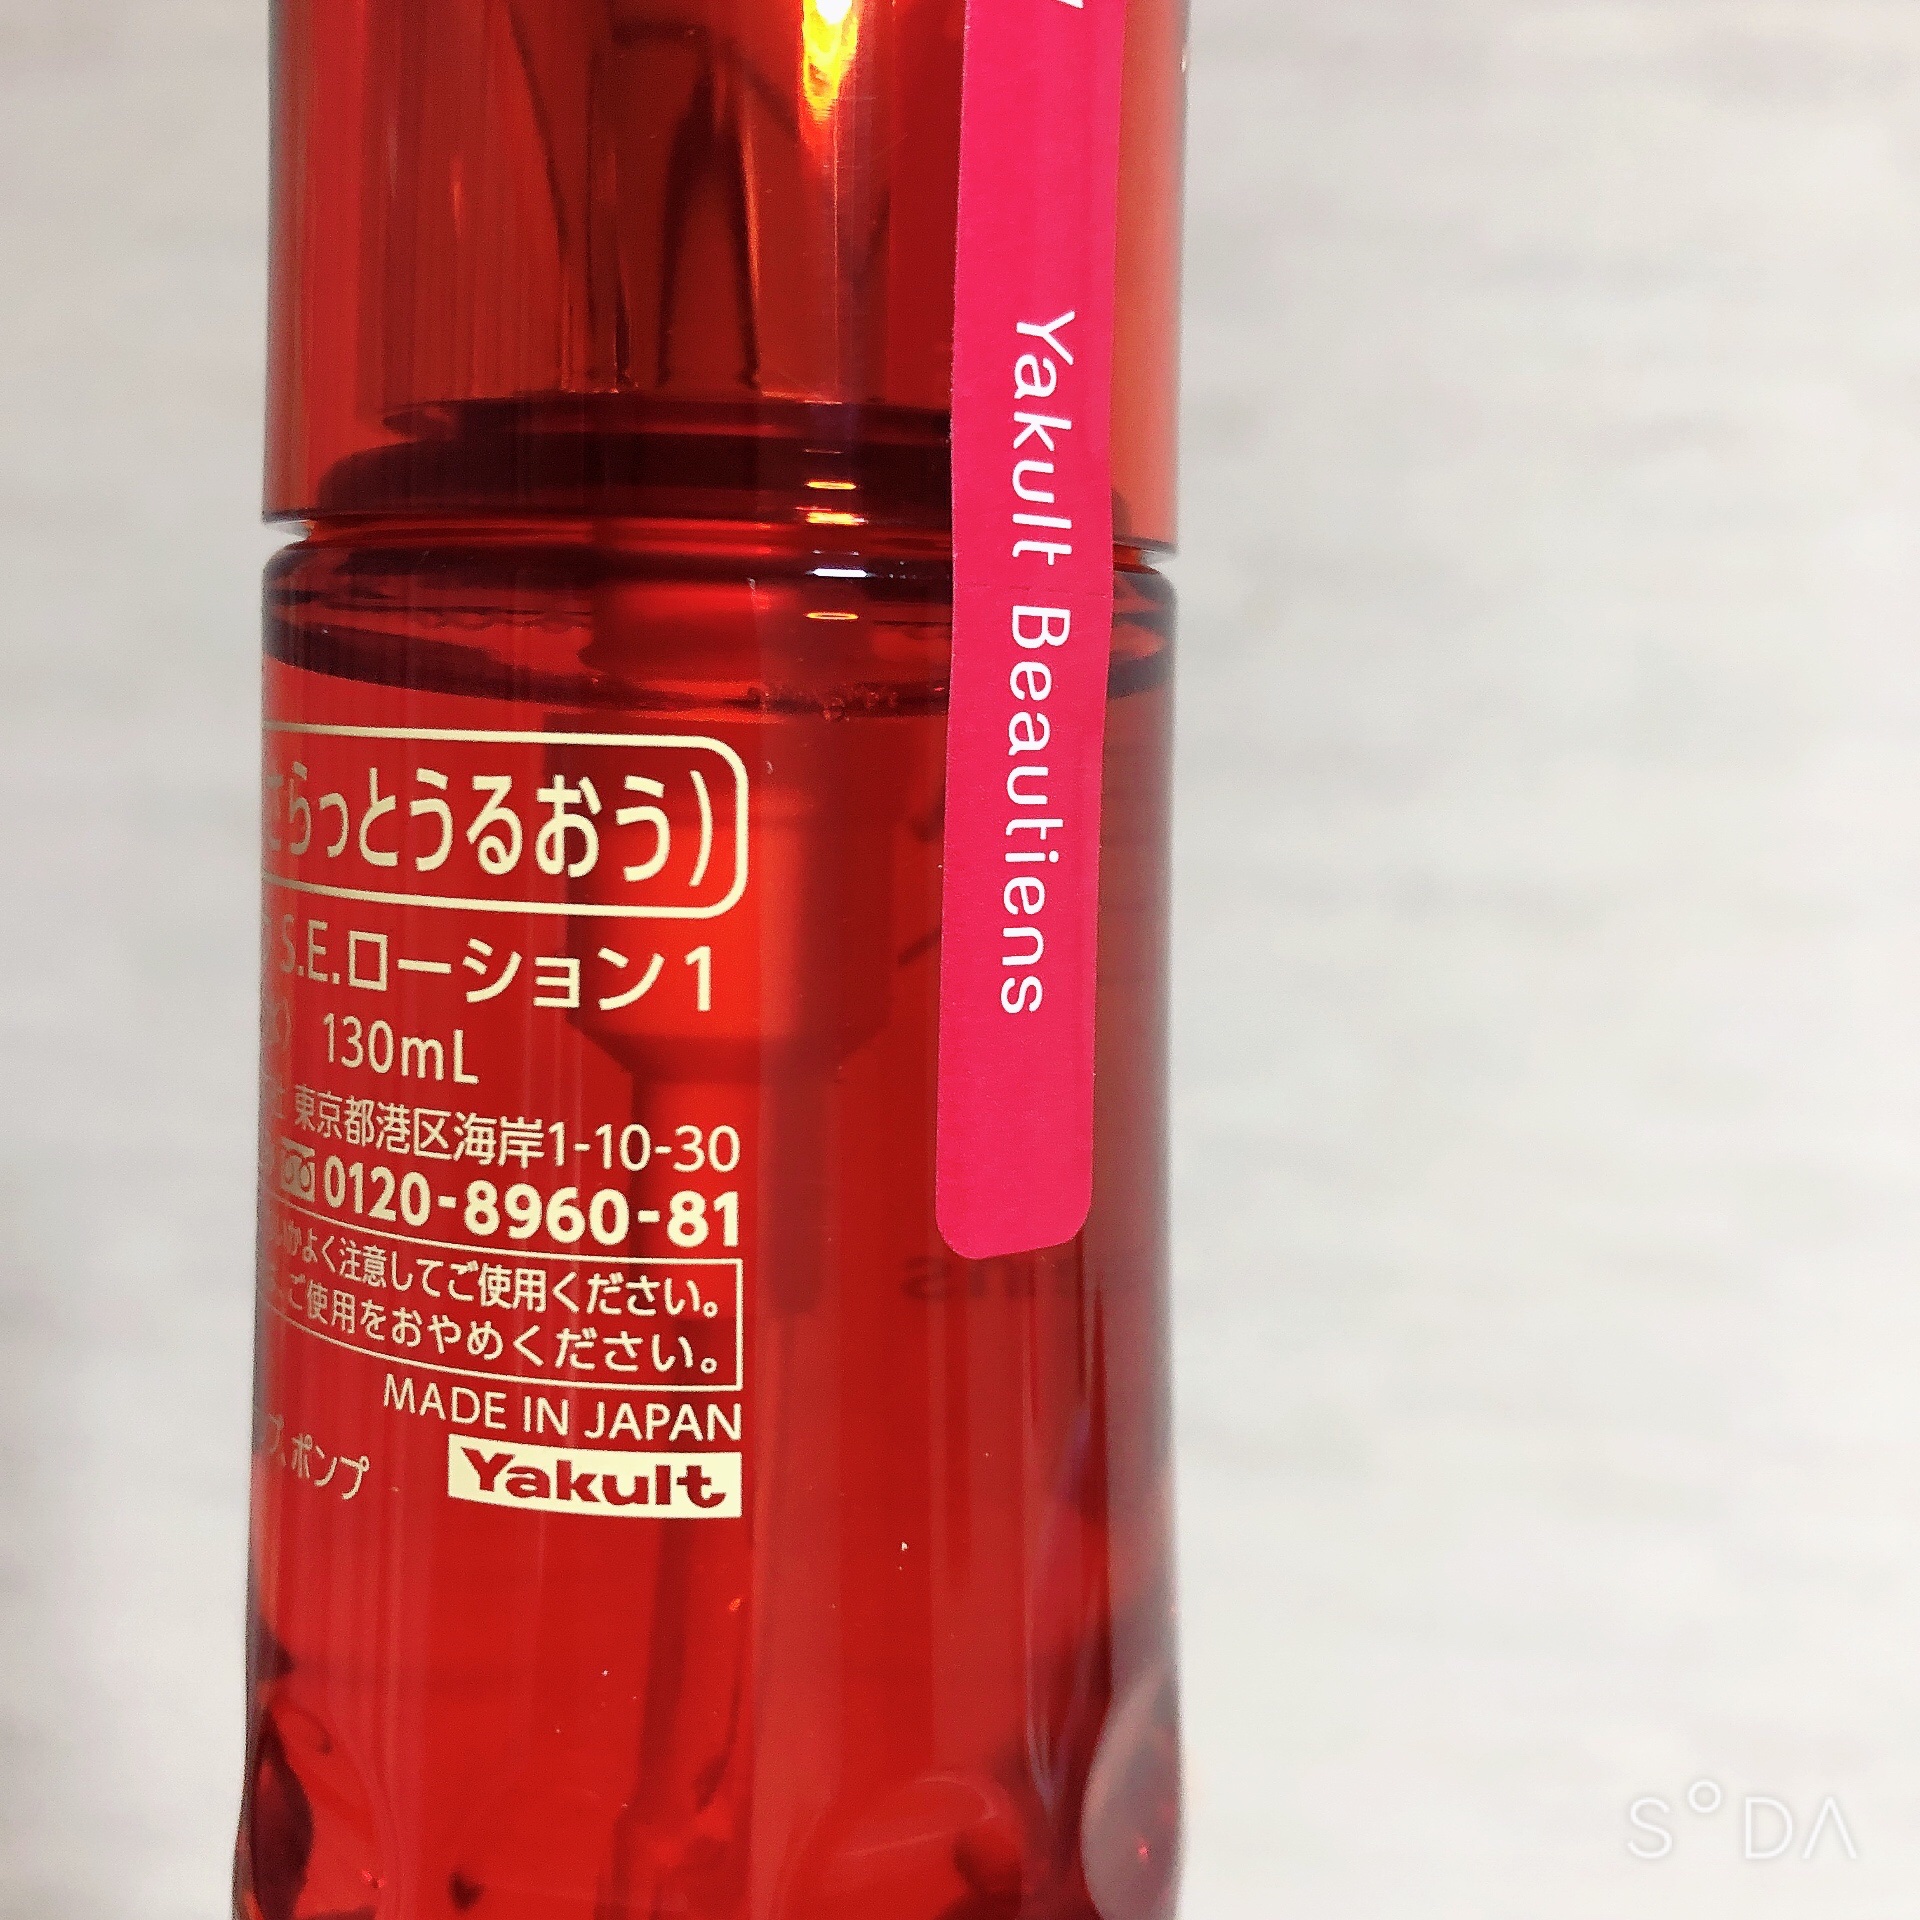 Yakult Beautiens
さらっとうるおう)
S.E.ローション1
130mL
東京都港区海岸1-10-30
0120-8960-81
よく注意してご使用ください。
ご使用をおやめください。
MADE IN JAPAN
ポンプ
Yakult
SODA